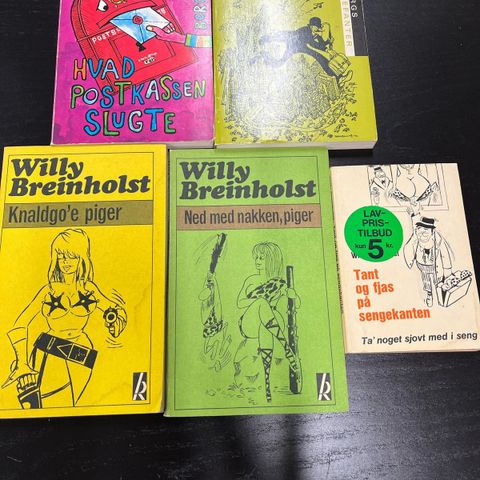 HVAD
POSTKASSEN
SLUGTE
Willy
Breinholst
Knaldgo'e piger
Willy
Breinholst
Ned med nakken, piger
LAV-
PRIS-
TILBUD
kun 5 kr.
Tant
og fjas
på
sengekanten
Ta' noget sjovt med i seng